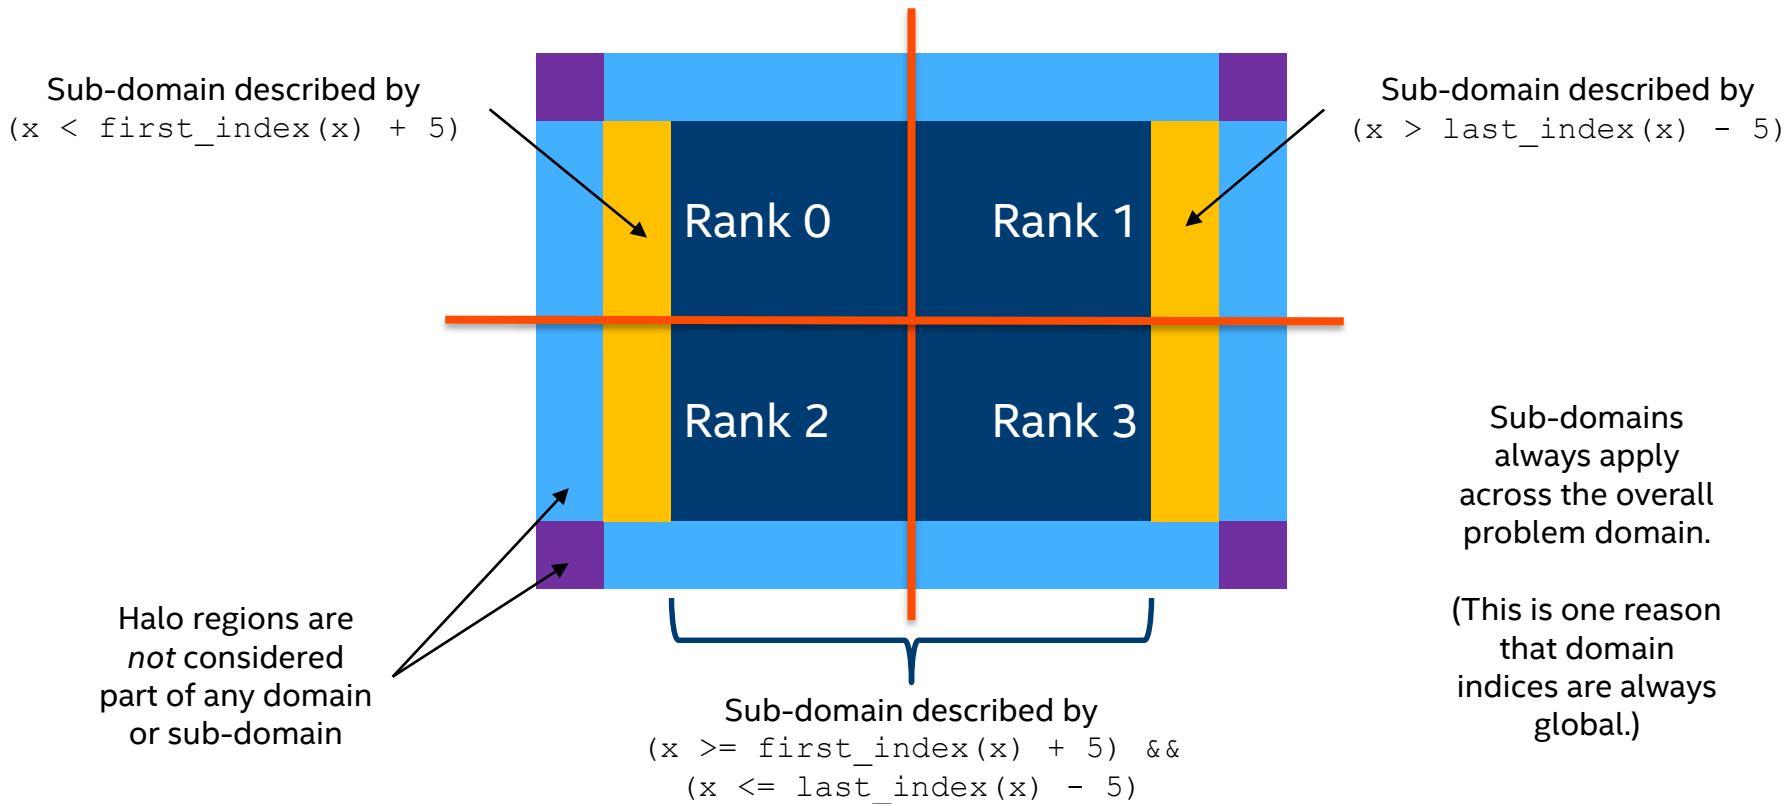 Sub-domain described by
(x < first_index(x) + 5)
Sub-domain described by
(x > last_index(x) - 5)
Rank 0
Rank 1
Rank 2
Rank 3
Sub-domains
always apply
across the overall
problem domain.
(This is one reason
that domain
indices are always
global.)
Halo regions are
not considered
part of any domain
or sub-domain
Sub-domain described by
(x >= first_index(x) + 5) &&
(x <= last_index(x) - 5)